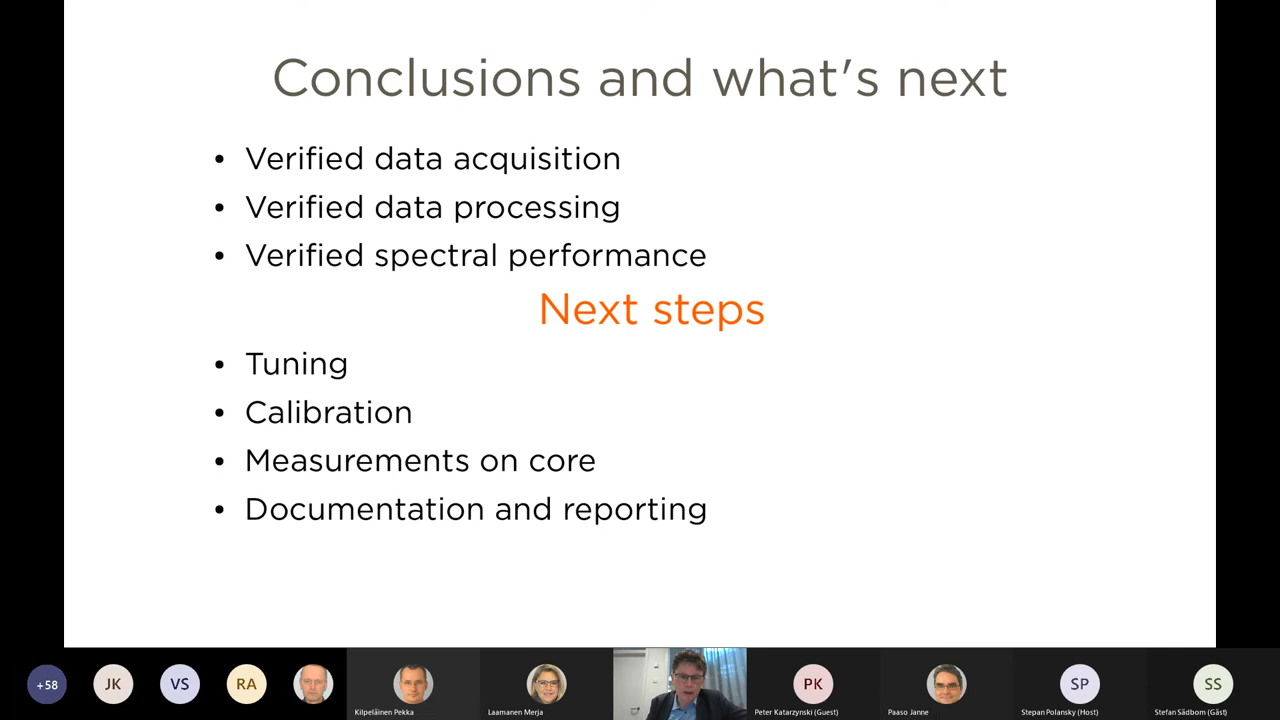 Conclusions and what's next
• Verified data acquisition
• Verified data processing
• Verified spectral performance
Next steps
• Tuning
• Calibration
• Measurements on core
• Documentation and reporting
+58
JK
VS
RA
Kilpeläinen Pekka
Laamanen Merja
PK
Peter Katarzynski (Guest)
Paaso Janne
SP
Stepan Polansky (Host)
SS
Stefan Sädbom (Gäst)